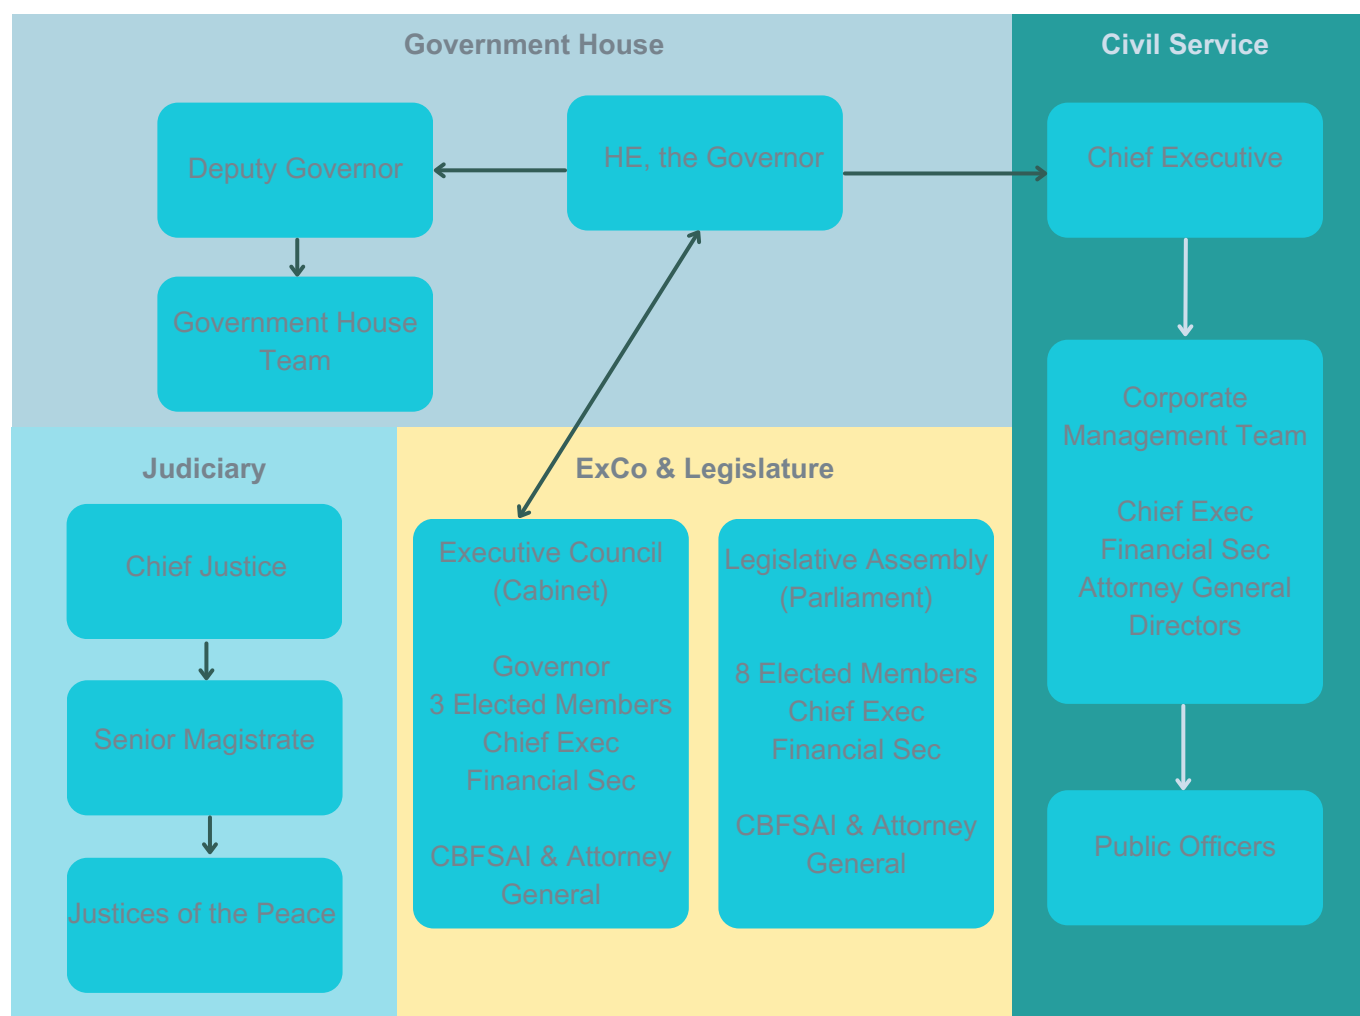 Government House
Deputy Governor
HE, the Governor
Government House
Team
Civil Service
Chief Executive
Corporate
Management Team
Chief Exec
Financial Sec
Attorney General
Directors
Public Officers
Judiciary
Chief Justice
Senior Magistrate
Justices of the Peace
ExCo & Legislature
Executive Council
(Cabinet)
Governor
3 Elected Members
Chief Exec
Financial Sec
CBFSAI & Attorney
General
Legislative Assembly
(Parliament)
8 Elected Members
Chief Exec
Financial Sec
CBFSAI & Attorney
General